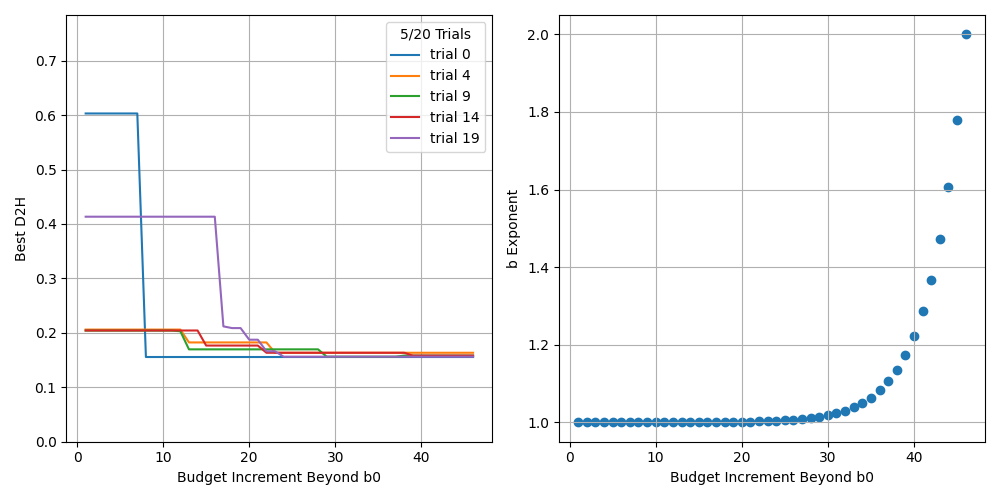 5/20 Trials
trial 0
trial 4
trial 9
trial 14
trial 19
0.7
0.6
0.5
0.4
0.3
0.2
0.1
0.0
Best D2H
0 10 20 30 40
Budget Increment Beyond b0
2.0
1.8
1.6
1.4
1.2
1.0
b Exponent
0 10 20 30 40
Budget Increment Beyond b0